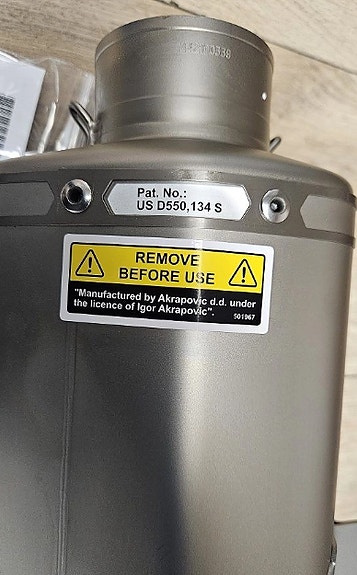 Pat. No.:
US D550,134 S
REMOVE
BEFORE USE
"Manufactured by Akrapovic d.d. under
the licence of Igor Akrapovic".
501967